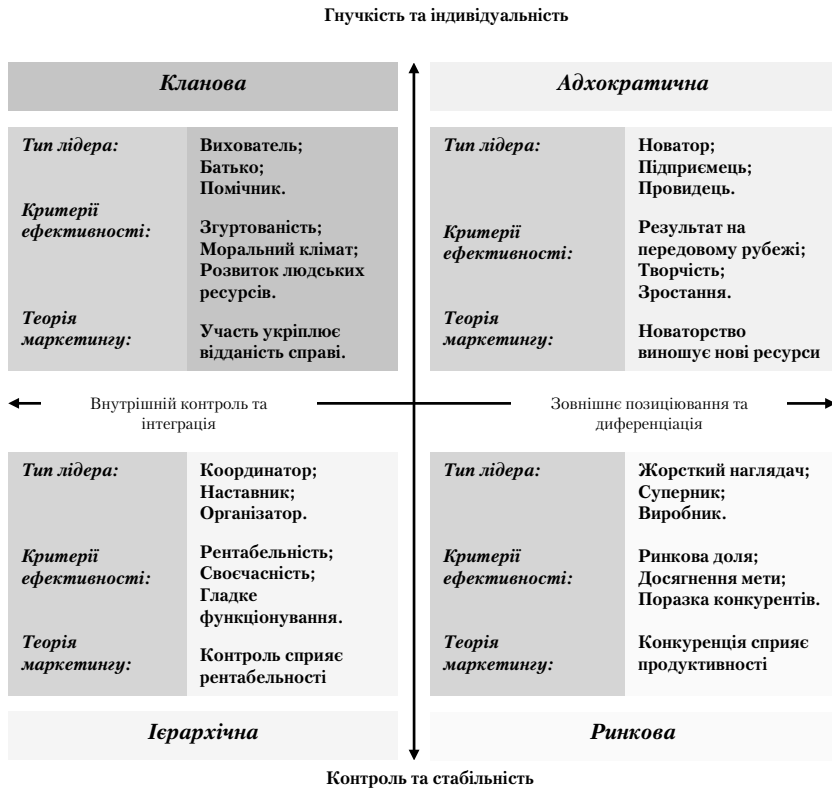 Гнучкість та індивідуальність
Кланова
Тип лідера:
Вихователь;
Батько;
Помічник.
Критерії
ефективності:
Згуртованість;
Моральний клімат;
Розвиток людських
ресурсів.
Теорія
маркетингу:
Участь укріплює
відданість справі.
Адхократична
Тип лідера:
Новатор;
Підприємець;
Провидець.
Критерії
ефективності:
Результат на
передовому рубежі;
Творчість;
Зростання.
Теорія
маркетингу:
Новаторство
виношує нові ресурси
Внутрішній контроль та
інтеграція
Зовнішнє позиціювання та
диференціація
Тип лідера:
Координатор;
Наставник;
Організатор.
Критерії
ефективності:
Рентабельність;
Своєчасність;
Гладке
функціонування.
Теорія
маркетингу:
Контроль сприяє
рентабельності
Ієрархічна
Тип лідера:
Жорсткий наглядач;
Суперник;
Виробник.
Критерії
ефективності:
Ринкова доля;
Досягнення мети;
Поразка конкурентів.
Теорія
маркетингу:
Конкуренція сприяє
продуктивності
Ринкова
Контроль та стабільність